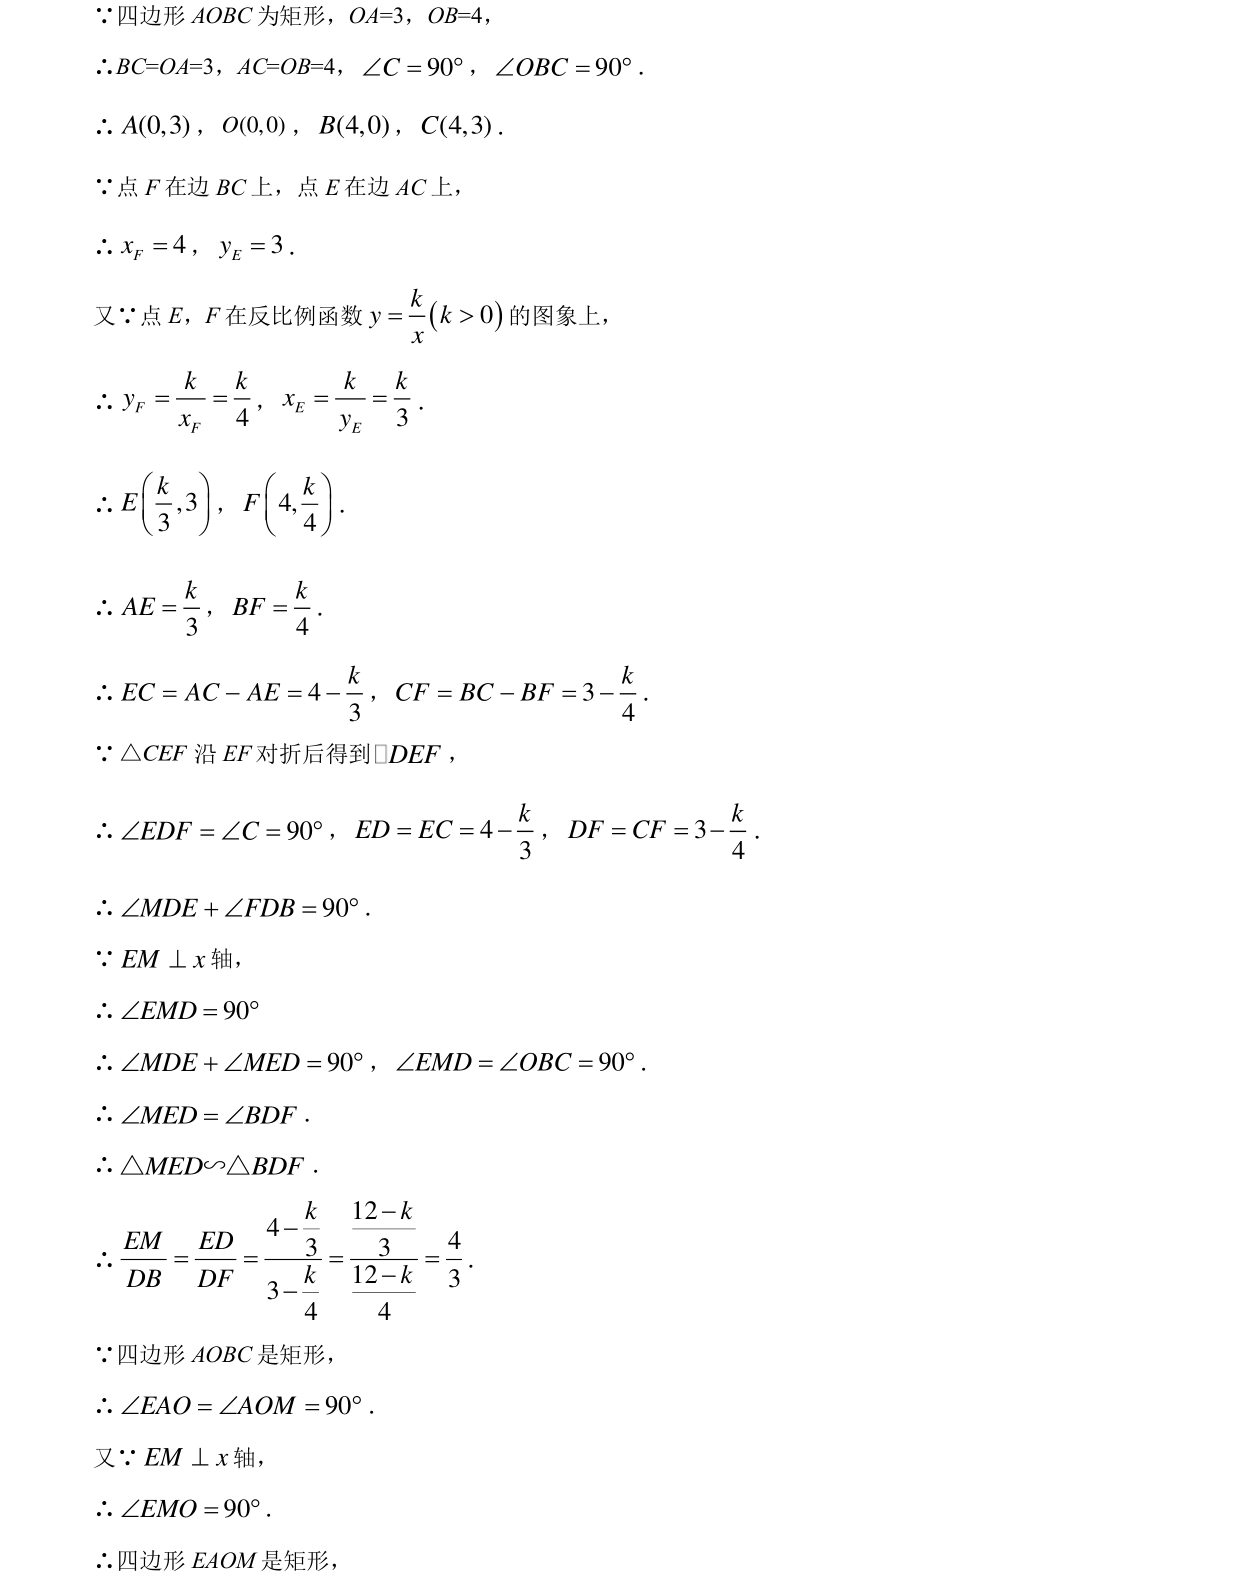 ∵四边形 AOBC 为矩形，OA=3，OB=4，
∴BC=OA=3，AC=OB=4，∠C = 90°，∠OBC = 90°．
∴ A(0,3)，O(0,0)，B(4,0)，C(4,3)．
∵点 F 在边 BC 上，点 E 在边 AC 上，
∴ x_F = 4，y_E = 3．
又∵点 E，F 在反比例函数 y = k/x (k > 0) 的图象上，
∴ y_F = k/x_F = k/4，x_E = k/y_E = k/3．
∴ E(k/3,3)，F(4,k/4)．
∴ AE = k/3，BF = k/4．
∴ EC = AC − AE = 4 − k/3，CF = BC − BF = 3 − k/4．
∵ △CEF 沿 EF 对折后得到□DEF，
∴ ∠EDF = ∠C = 90°，ED = EC = 4 − k/3，DF = CF = 3 − k/4．
∴ ∠MDE + ∠FDB = 90°．
∵ EM ⊥ x 轴，
∴ ∠EMD = 90°
∴ ∠MDE + ∠MED = 90°，∠EMD = ∠OBC = 90°．
∴ ∠MED = ∠BDF．
∴ △MED∽△BDF．
∴ EM/DB = ED/DF = (4 − k/3)/(3 − k/4) = ((12 − k)/3)/((12 − k)/4) = 4/3．
∵四边形 AOBC 是矩形，
∴ ∠EAO = ∠AOM = 90°．
又∵ EM ⊥ x 轴，
∴ ∠EMO = 90°．
∴四边形 EAOM 是矩形，